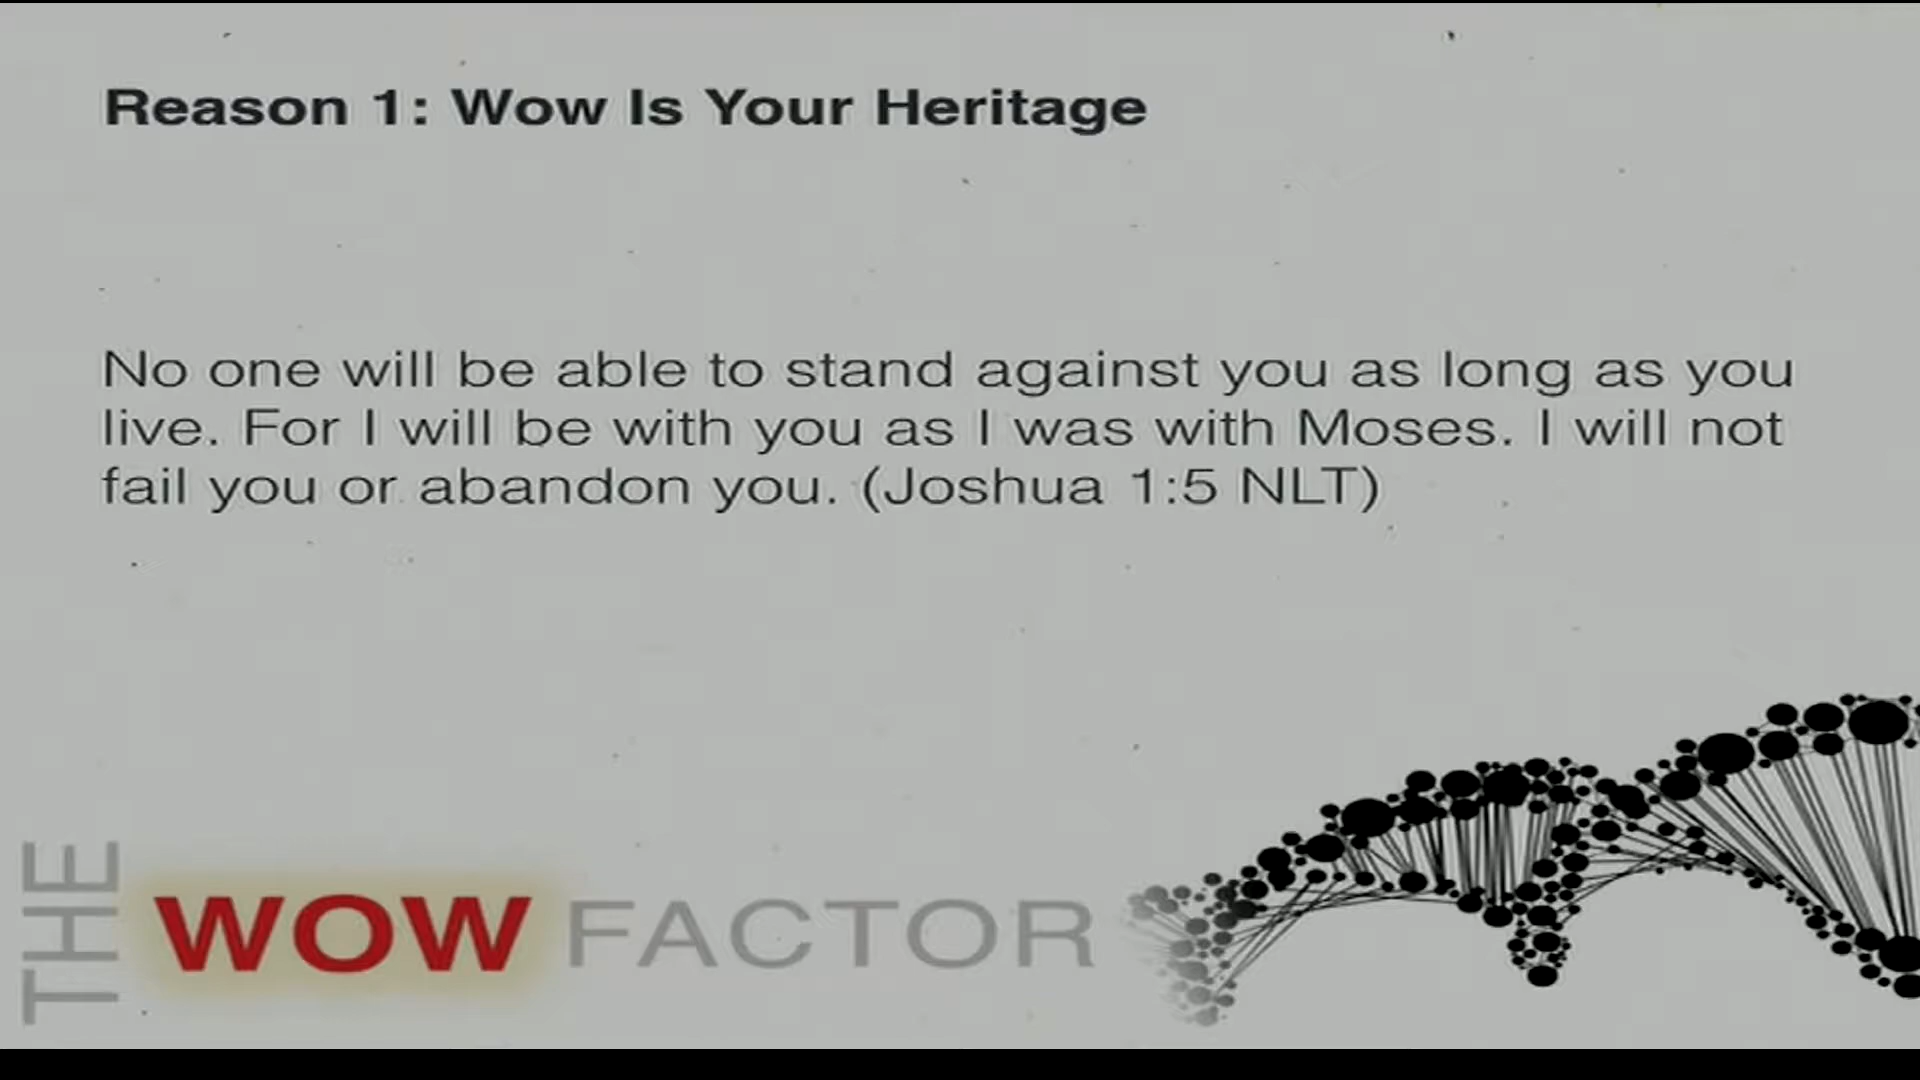 Reason 1: Wow Is Your Heritage
No one will be able to stand against you as long as you
live. For I will be with you as I was with Moses. I will not
fail you or abandon you. (Joshua 1:5 NLT)
THE WOW FACTOR